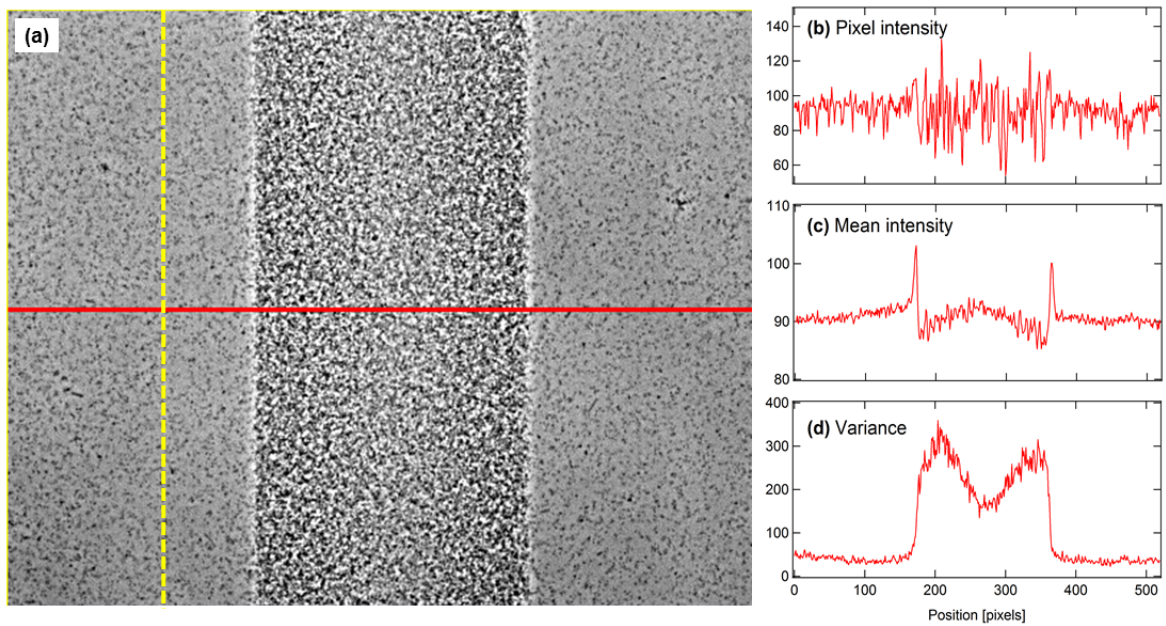 (a)
(b) Pixel intensity
140
120
100
80
60
(c) Mean intensity
110
100
90
80
(d) Variance
400
300
200
100
0
0 100 200 300 400 500
Position [pixels]